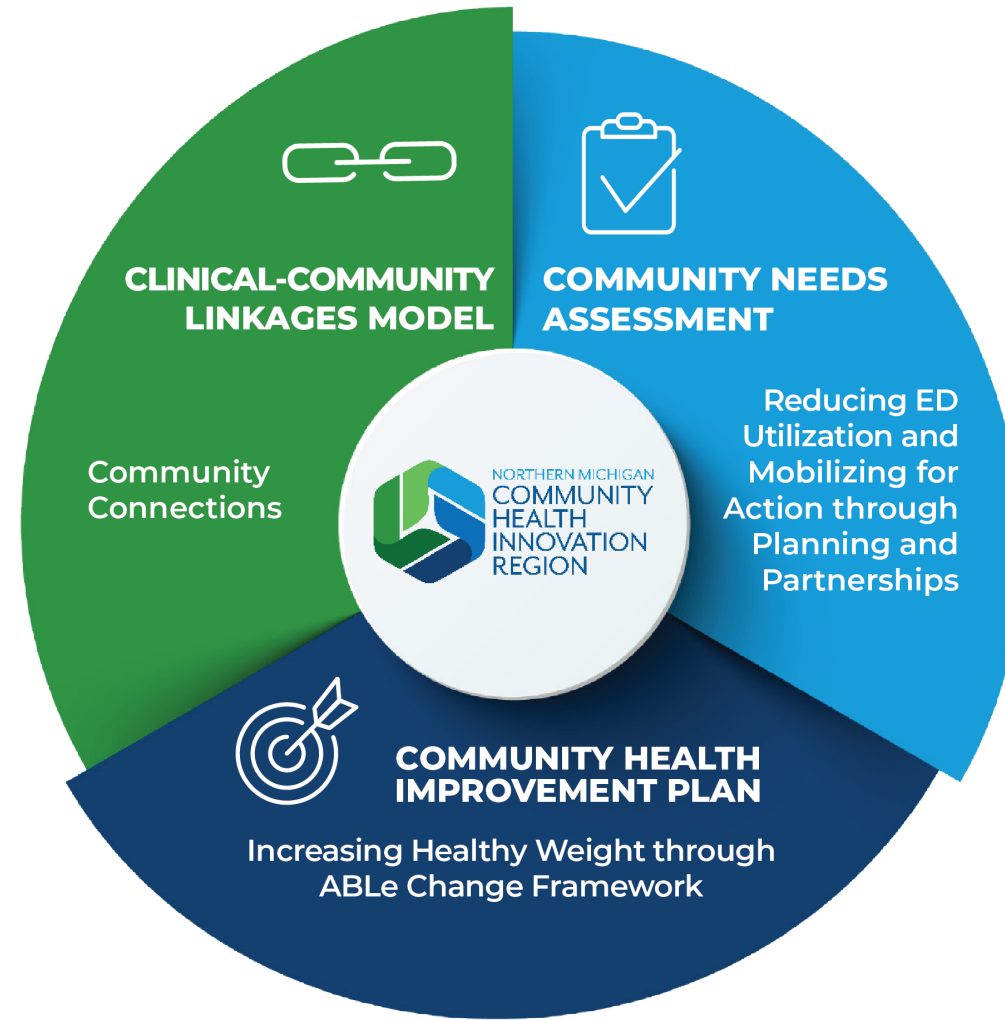 CLINICAL-COMMUNITY
LINKAGES MODEL
Community
Connections
COMMUNITY NEEDS
ASSESSMENT
Reducing ED
Utilization and
Mobilizing for
Action through
Planning and
Partnerships
NORTHERN MICHIGAN
COMMUNITY
HEALTH
INNOVATION
REGION
COMMUNITY HEALTH
IMPROVEMENT PLAN
Increasing Healthy Weight through
ABLe Change Framework